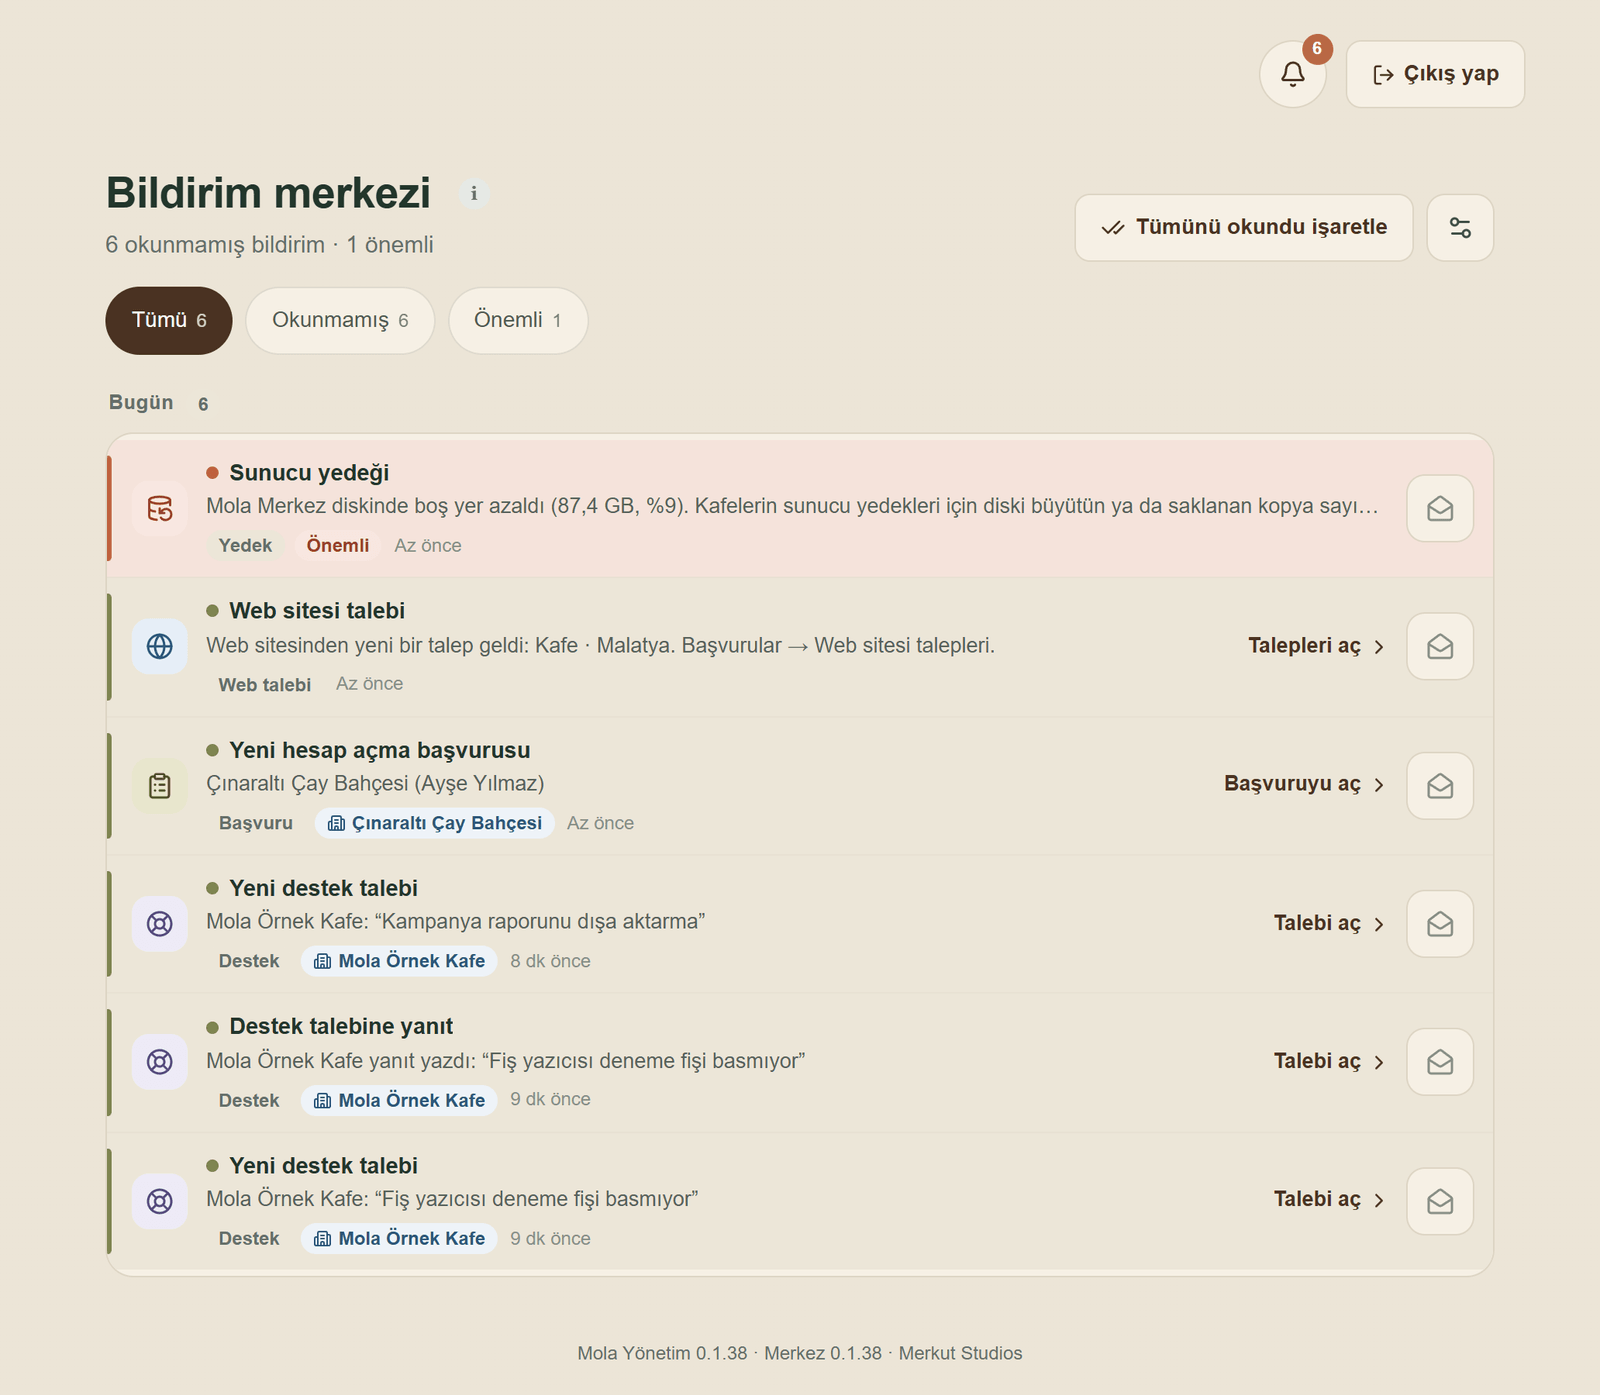 6
Çıkış yap
Bildirim merkezi i
6 okunmamış bildirim · 1 önemli
Tümünü okundu işaretle
Tümü 6
Okunmamış 6
Önemli 1
Bugün 6
Sunucu yedeği
Mola Merkez diskinde boş yer azaldı (87,4 GB, %9). Kafelerin sunucu yedekleri için diski büyütün ya da saklanan kopya sayı…
Yedek Önemli Az önce
Web sitesi talebi
Web sitesinden yeni bir talep geldi: Kafe · Malatya. Başvurular → Web sitesi talepleri.
Talepleri aç
Web talebi Az önce
Yeni hesap açma başvurusu
Çınaraltı Çay Bahçesi (Ayşe Yılmaz)
Başvuruyu aç
Başvuru Çınaraltı Çay Bahçesi Az önce
Yeni destek talebi
Mola Örnek Kafe: “Kampanya raporunu dışa aktarma”
Talebi aç
Destek Mola Örnek Kafe 8 dk önce
Destek talebine yanıt
Mola Örnek Kafe yanıt yazdı: “Fiş yazıcısı deneme fişi basmıyor”
Talebi aç
Destek Mola Örnek Kafe 9 dk önce
Yeni destek talebi
Mola Örnek Kafe: “Fiş yazıcısı deneme fişi basmıyor”
Talebi aç
Destek Mola Örnek Kafe 9 dk önce
Mola Yönetim 0.1.38 · Merkez 0.1.38 · Merkut Studios